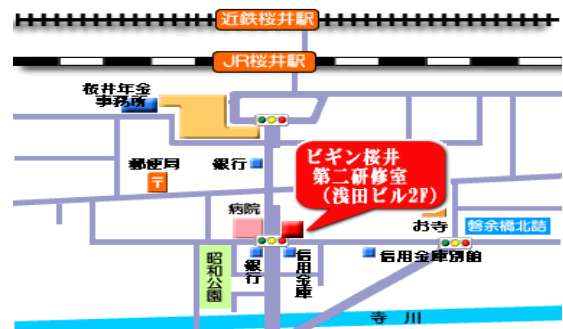 近鉄桜井駅
JR桜井駅
桜井年金
事務所
郵便局
〒
銀行
ビギン桜井
第二研修室
（浅田ビル2F）
病院
お寺
磐余橋北詰
昭和公園
銀行
信用金庫
信用金庫別館
寺 川